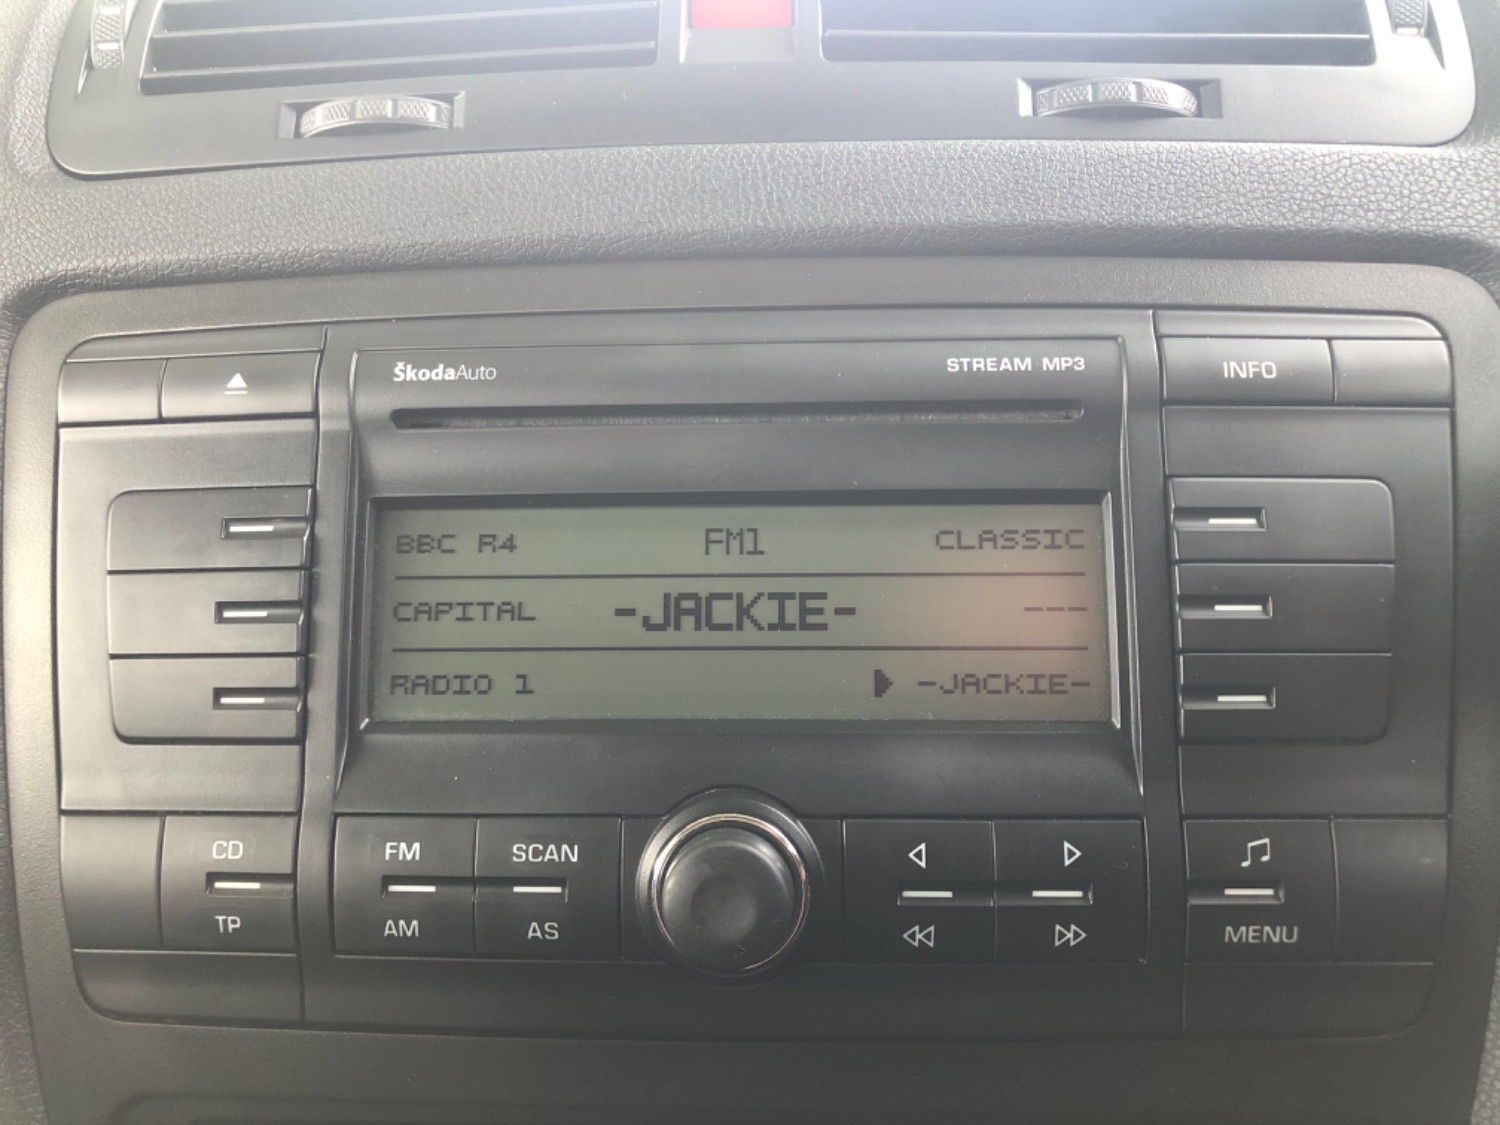 ŠkodaAuto STREAM MP3 INFO
BBC R4 FM1 CLASSIC
CAPITAL -JACKIE- ---
RADIO 1 -JACKIE-
CD FM SCAN
TP AM AS MENU